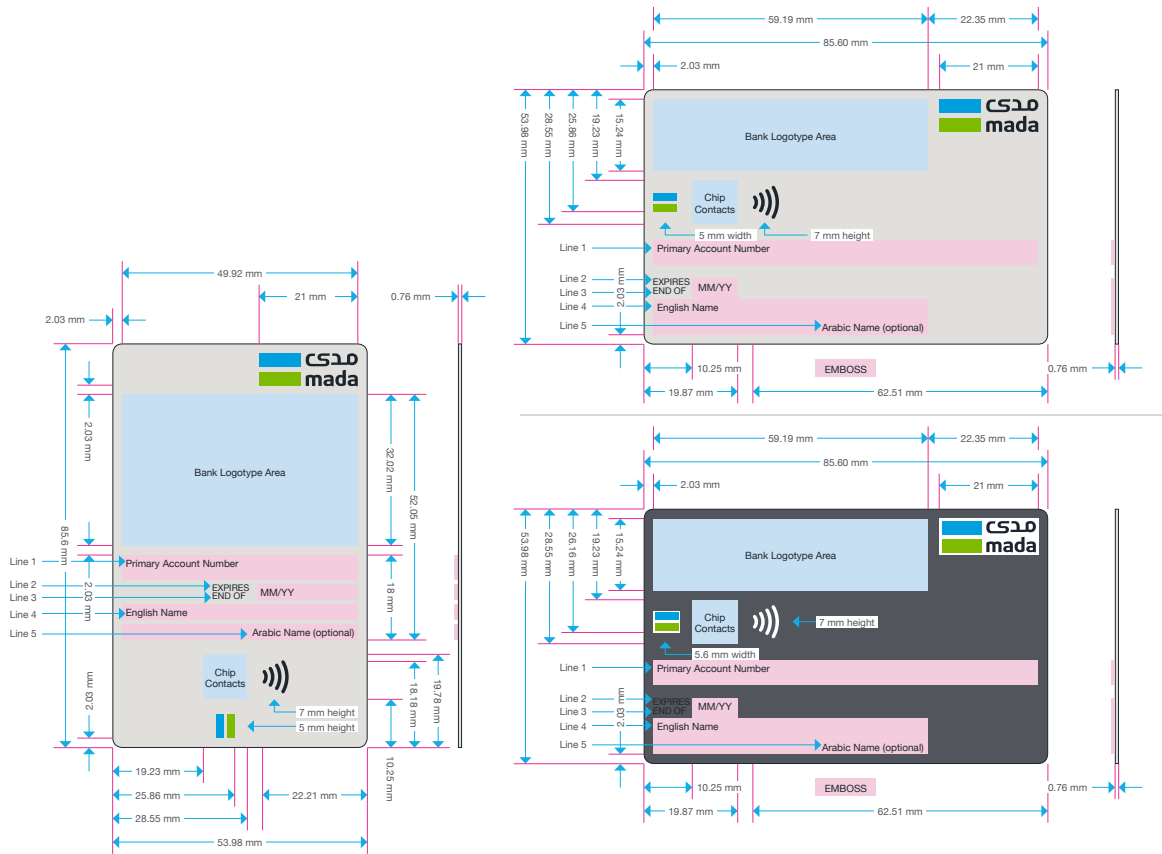 49.92 mm
21 mm
0.76 mm
2.03 mm
مدى
mada
85.6 mm
2.03 mm
Bank Logotype Area
32.02 mm
52.05 mm
Line 1
Primary Account Number
Line 2
EXPIRES
Line 3
END OF
MM/YY
2.03 mm
18 mm
Line 4
English Name
Line 5
Arabic Name (optional)
Chip
Contacts
2.03 mm
18.18 mm
19.78 mm
10.25 mm
7 mm height
5 mm height
19.23 mm
25.86 mm
22.21 mm
28.55 mm
53.98 mm
59.19 mm
22.35 mm
85.60 mm
2.03 mm
21 mm
53.98 mm
28.55 mm
25.86 mm
19.23 mm
15.24 mm
Bank Logotype Area
مدى
mada
Chip
Contacts
5 mm width
7 mm height
Line 1
Primary Account Number
Line 2
EXPIRES
Line 3
END OF
MM/YY
2.03 mm
Line 4
English Name
Line 5
Arabic Name (optional)
10.25 mm
EMBOSS
0.76 mm
19.87 mm
62.51 mm
59.19 mm
22.35 mm
85.60 mm
2.03 mm
21 mm
53.98 mm
28.55 mm
26.16 mm
19.23 mm
15.24 mm
Bank Logotype Area
مدى
mada
Chip
Contacts
7 mm height
5.6 mm width
Line 1
Primary Account Number
Line 2
EXPIRES
Line 3
END OF
MM/YY
2.03 mm
Line 4
English Name
Line 5
Arabic Name (optional)
10.25 mm
EMBOSS
0.76 mm
19.87 mm
62.51 mm